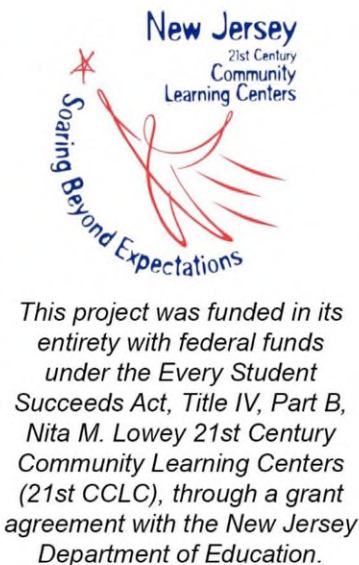 New Jersey
21st Century
Community
Learning Centers
Soaring Beyond Expectations
This project was funded in its
entirety with federal funds
under the Every Student
Succeeds Act, Title IV, Part B,
Nita M. Lowey 21st Century
Community Learning Centers
(21st CCLC), through a grant
agreement with the New Jersey
Department of Education.